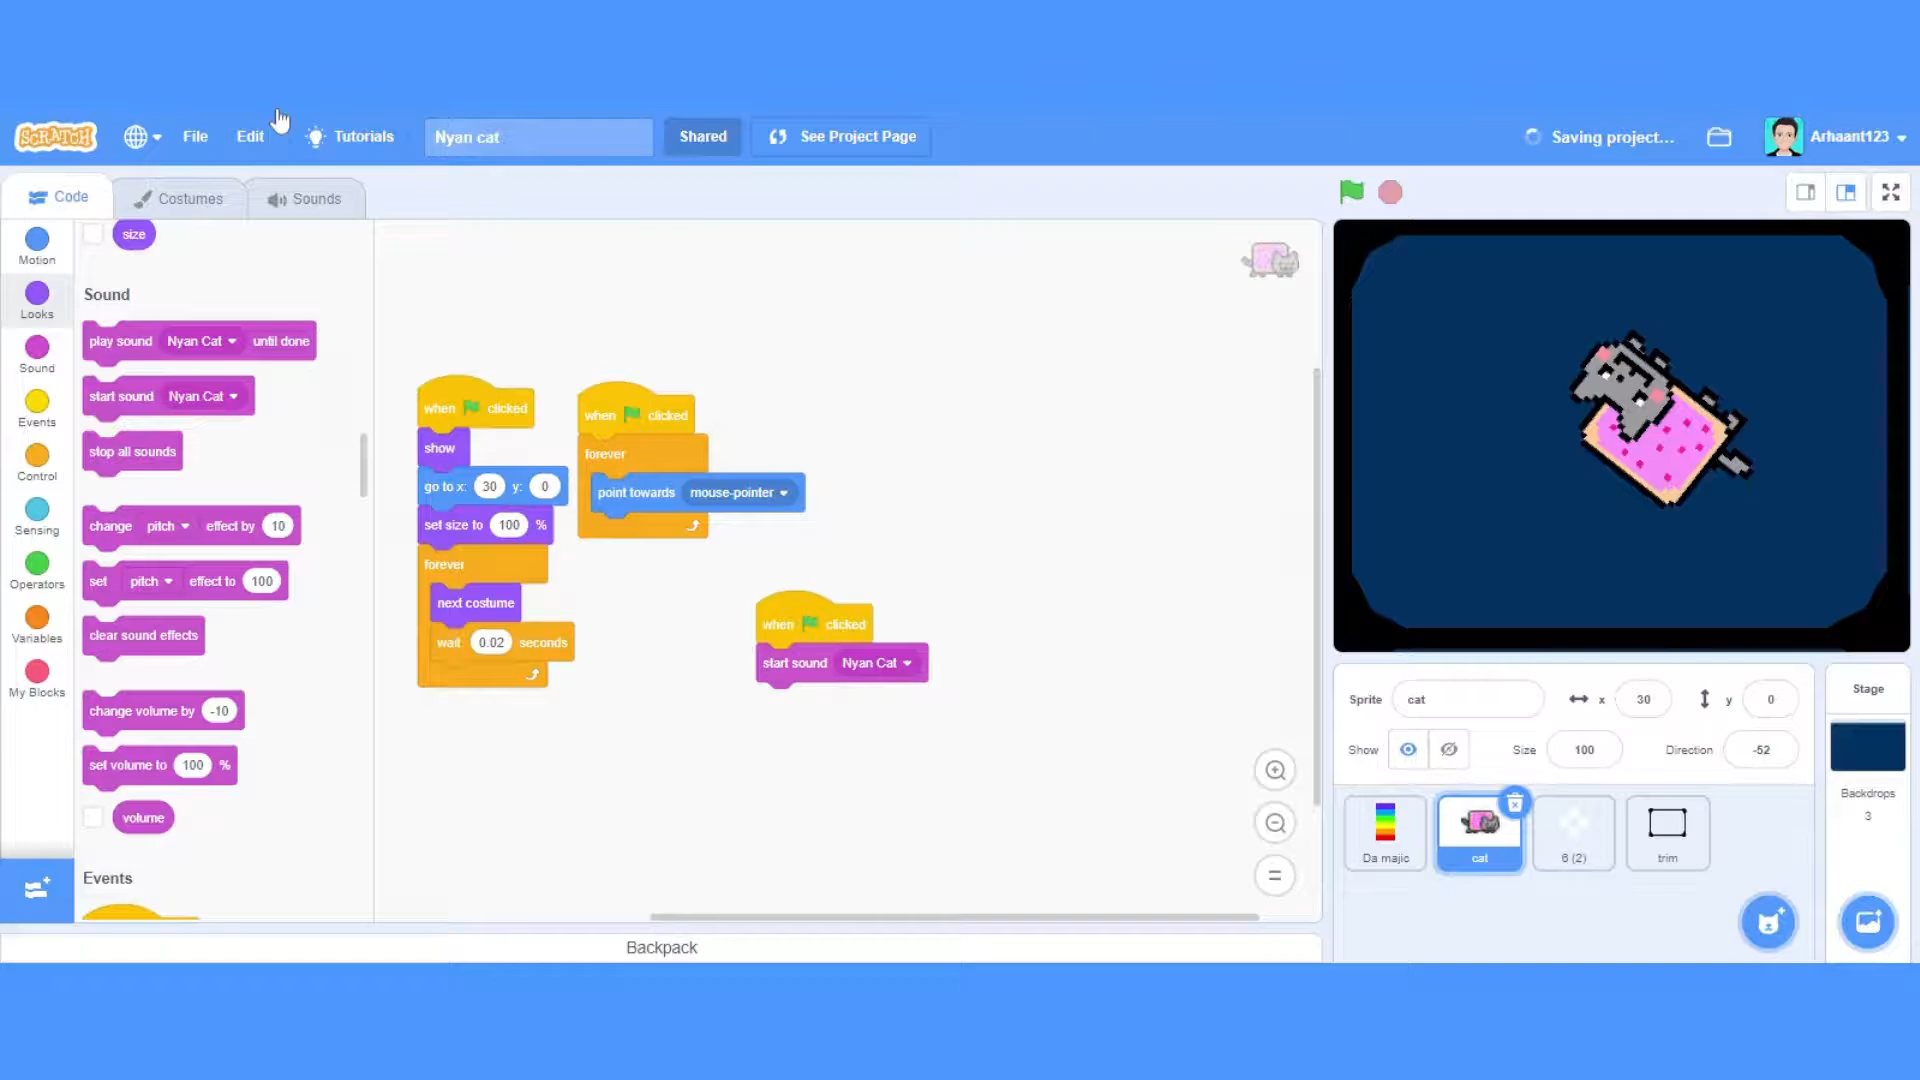 SCRATCH File Edit Tutorials Nyan cat Shared See Project Page Saving project... Arhaant123
Code Costumes Sounds
Motion
Looks
Sound
Events
Control
Sensing
Operators
Variables
My Blocks
size
Sound
play sound Nyan Cat until done
start sound Nyan Cat
stop all sounds
change pitch effect by 10
set pitch effect to 100
clear sound effects
change volume by -10
set volume to 100 %
volume
Events
when clicked
show
go to x: 30 y: 0
set size to 100 %
forever
next costume
wait 0.02 seconds
when clicked
forever
point towards mouse-pointer
when clicked
start sound Nyan Cat
=
Backpack
Sprite cat x 30 y 0
Show Size 100 Direction -52
Da majic
cat
6 (2)
trim
Stage
Backdrops
3